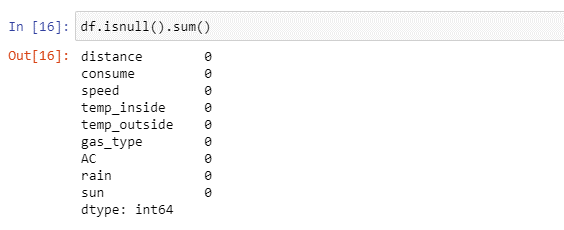 In [16]: df.isnull().sum()
Out[16]: distance 0
consume 0
speed 0
temp_inside 0
temp_outside 0
gas_type 0
AC 0
rain 0
sun 0
dtype: int64